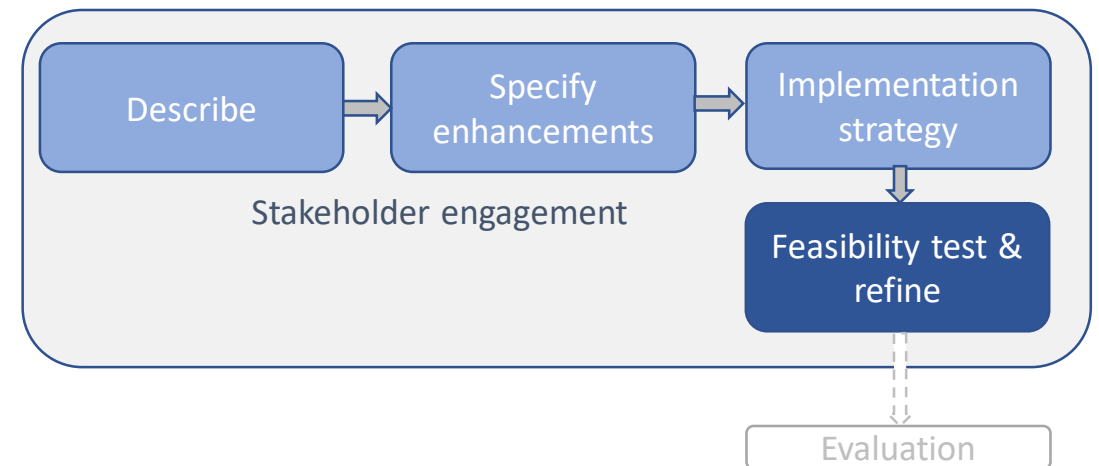 Describe
Specify
enhancements
Implementation
strategy
Stakeholder engagement
Feasibility test &
refine
Evaluation